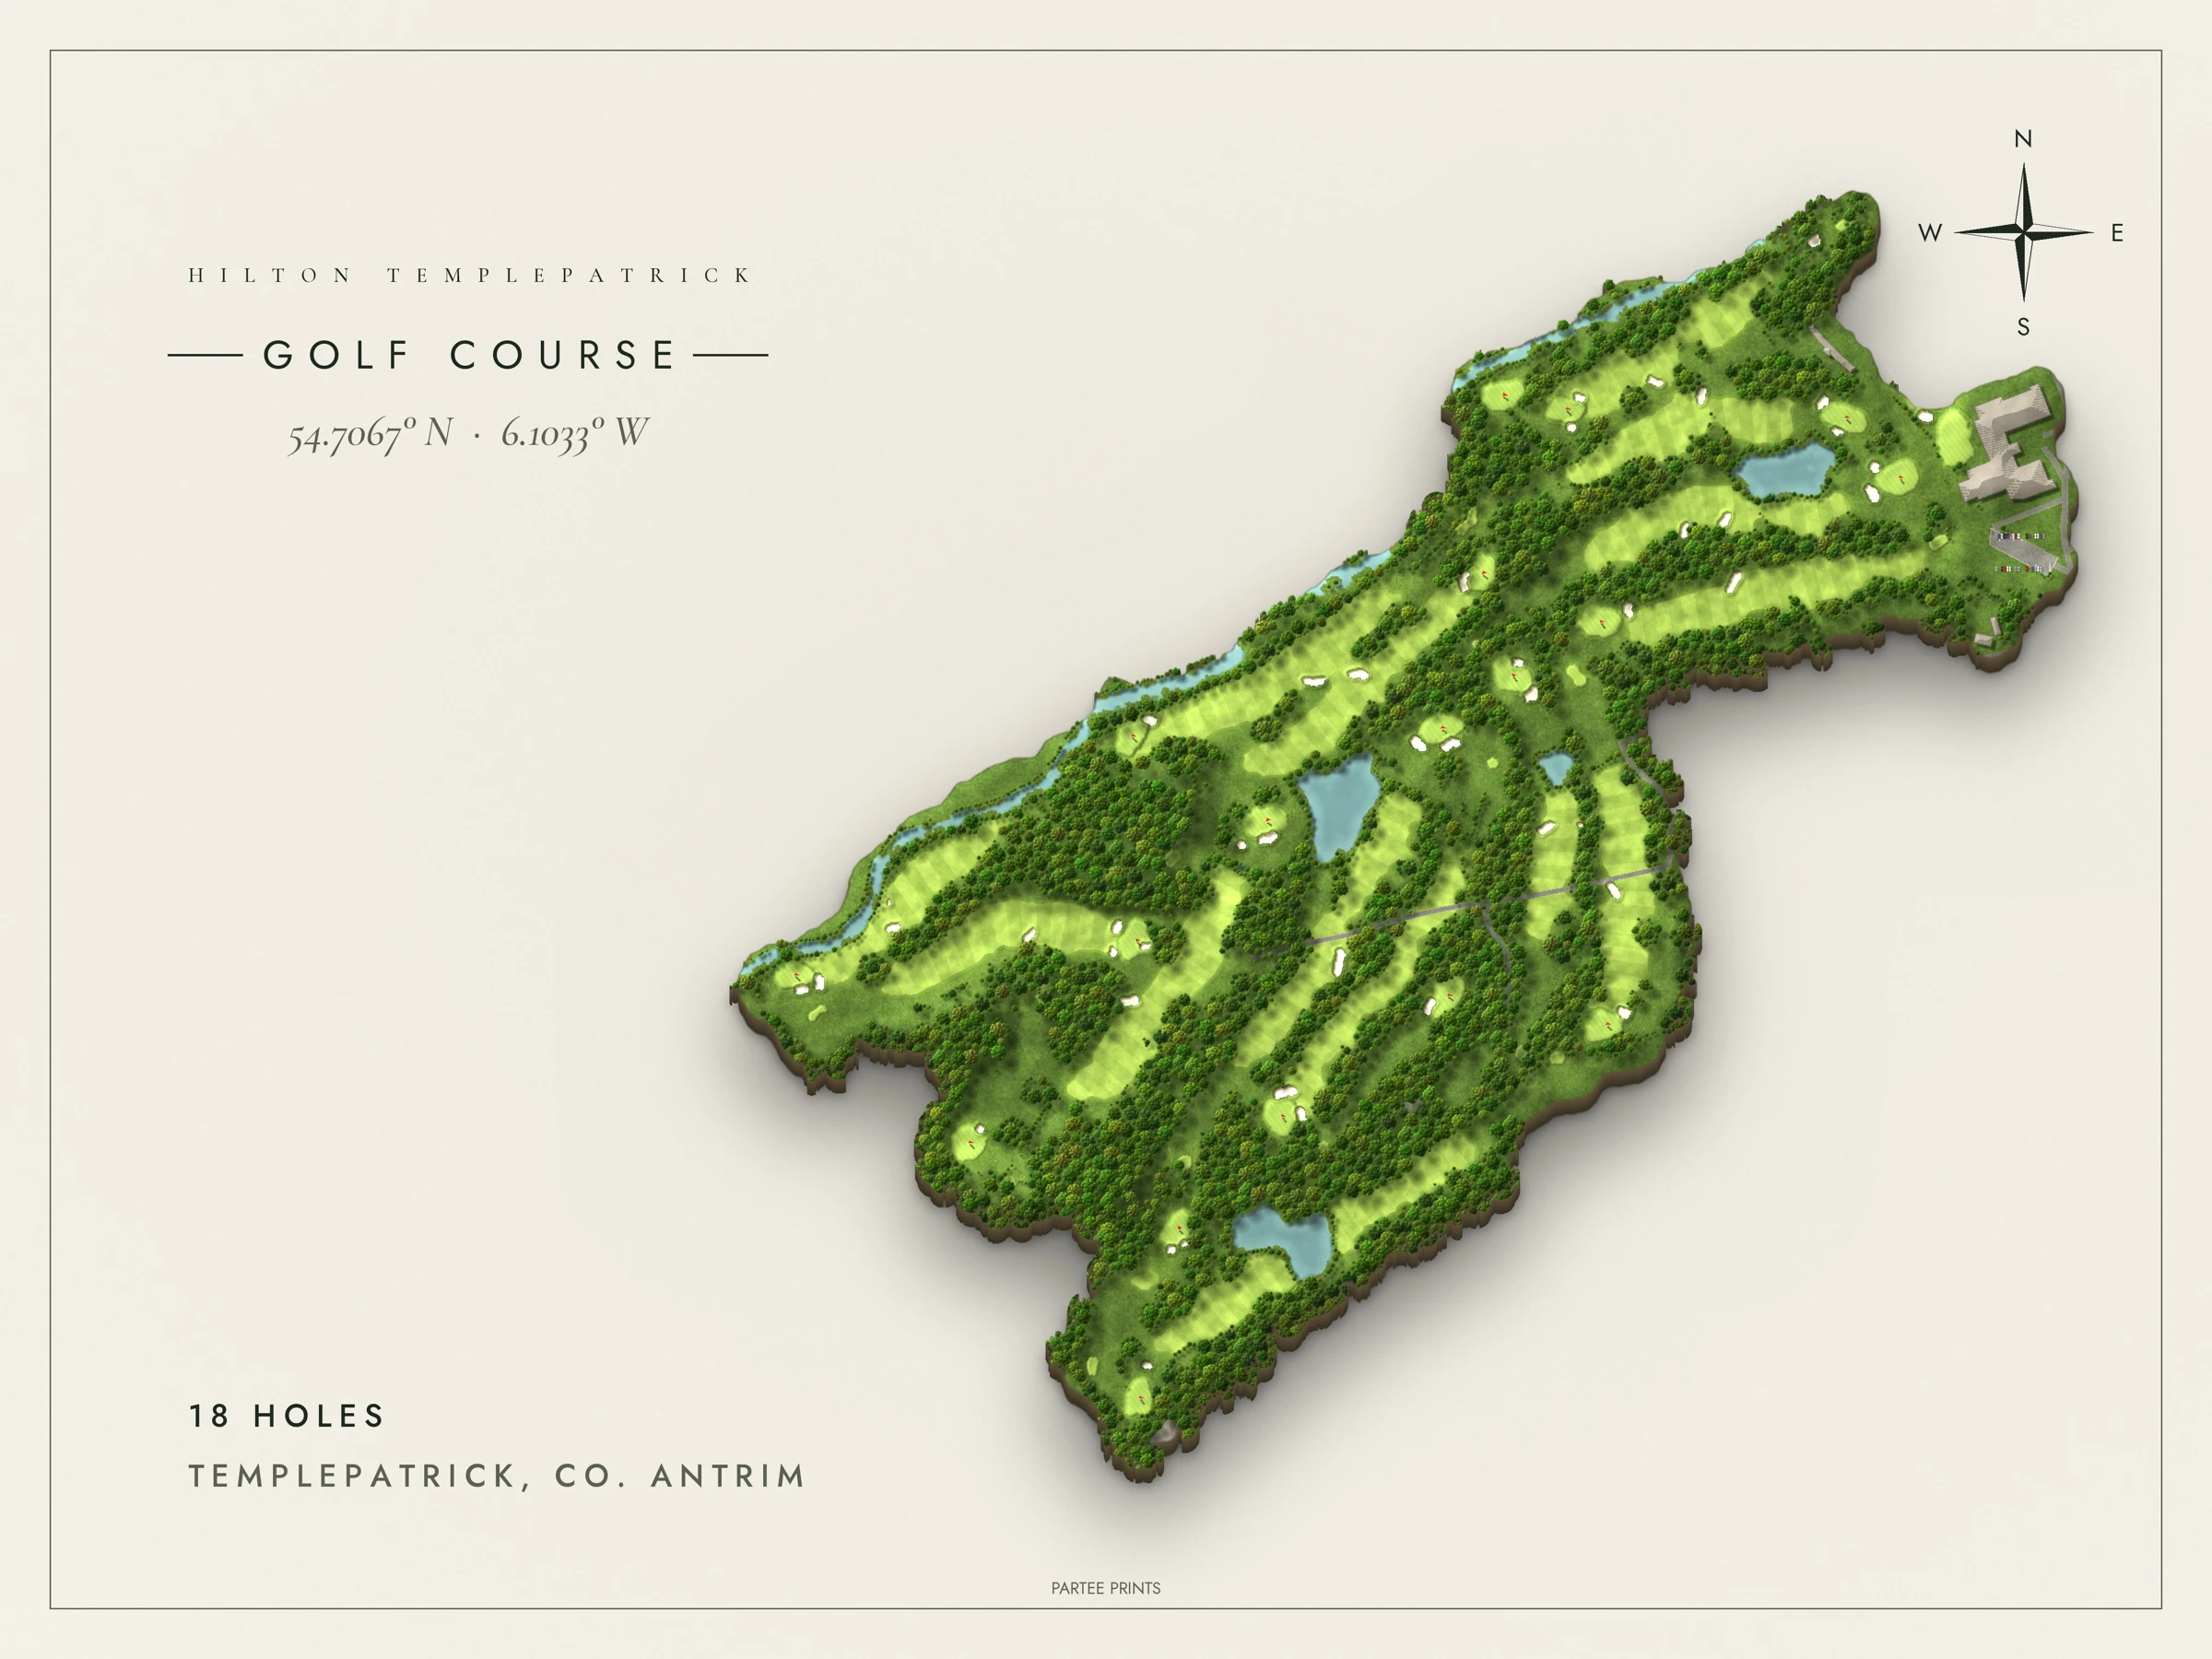 HILTON TEMPLEPATRICK
GOLF COURSE
54.7067° N · 6.1033° W
N
W E
S
18 HOLES
TEMPLEPATRICK, CO. ANTRIM
PARTEE PRINTS